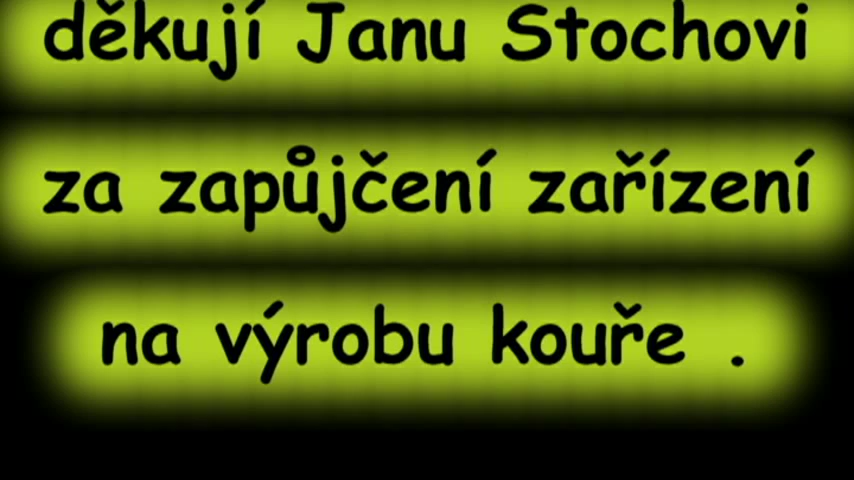 děkují Janu Stochovi
za zapůjčení zařízení
na výrobu kouře .